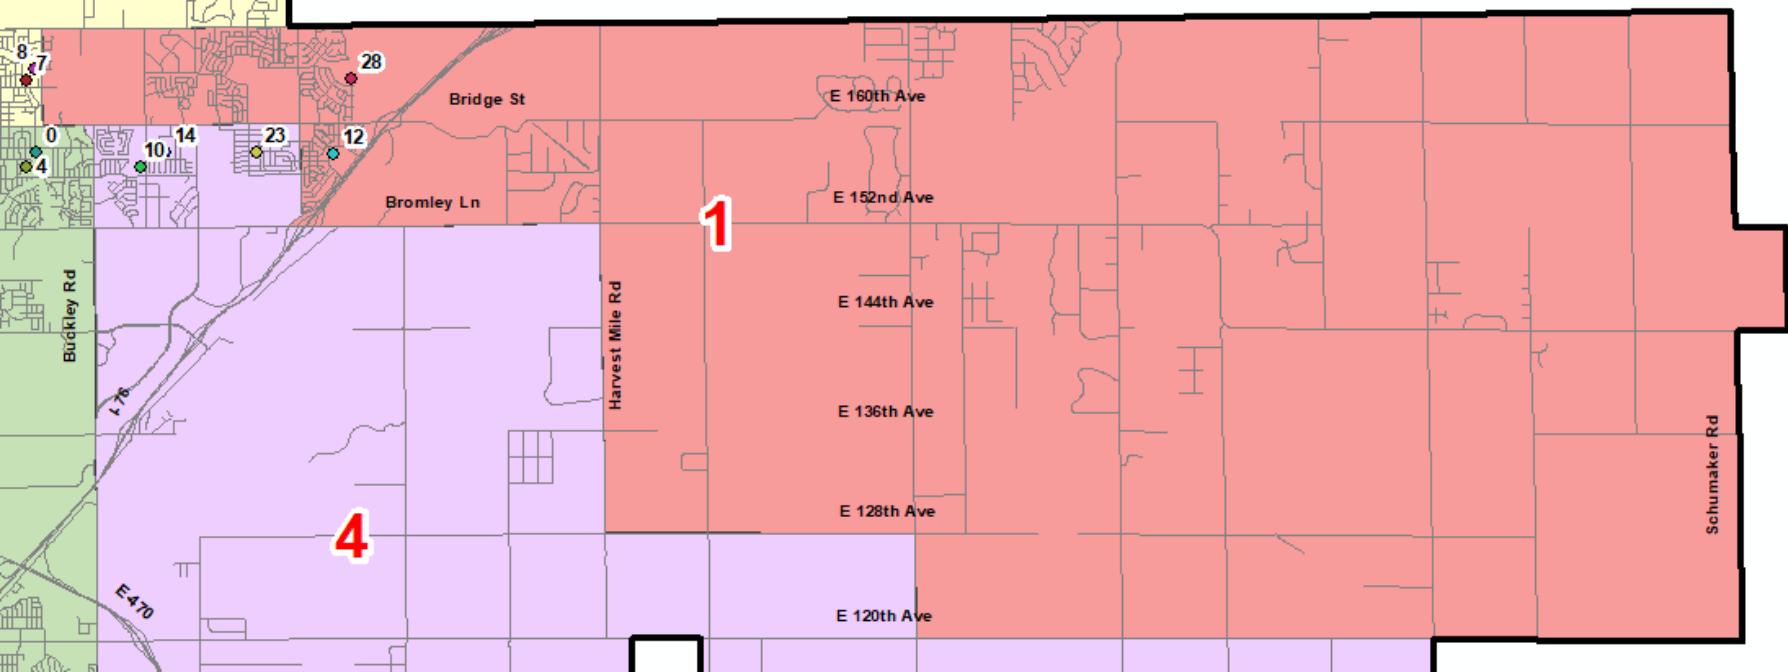 8
7
28
Bridge St
E 160th Ave
0
14
23
12
10
4
Bromley Ln
E 152nd Ave
1
Buckley Rd
Harvest Mile Rd
E 144th Ave
I-76
E 136th Ave
Schumaker Rd
E 128th Ave
4
E-470
E 120th Ave